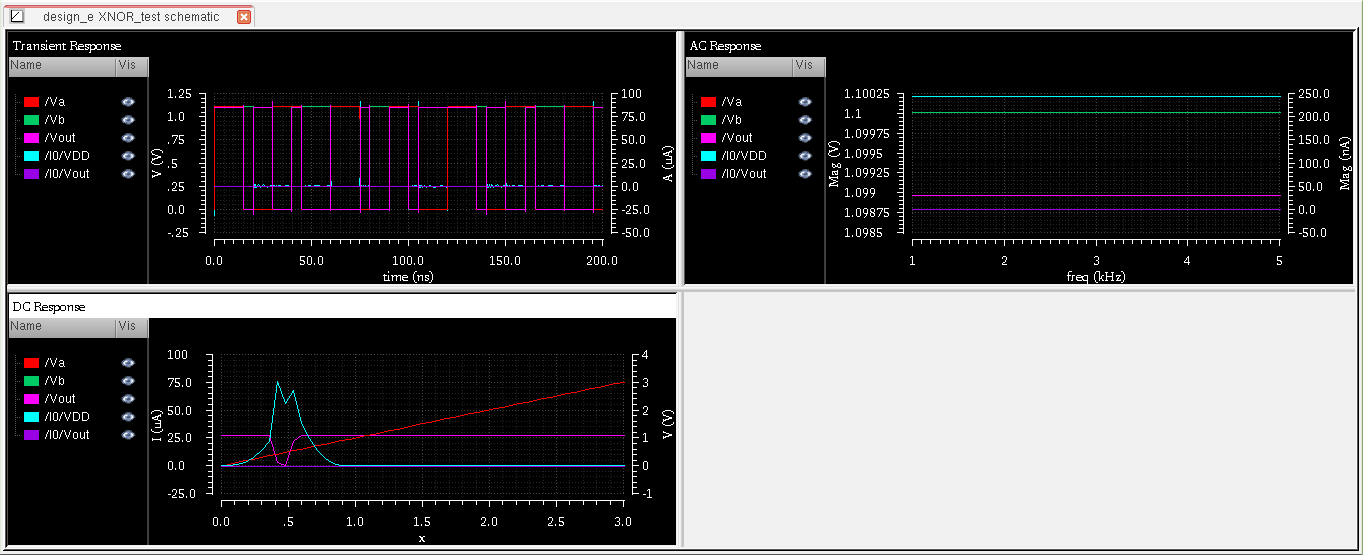 design_e XNOR_test schematic
Transient Response
Name Vis
/Va
/Vb
/Vout
/I0/VDD
/I0/Vout
V (V)
1.25
1.0
.75
.5
.25
0.0
-.25
100
75.0
50.0
25.0
0.0
-25.0
-50.0
A (uA)
0.0 50.0 100.0 150.0 200.0
time (ns)
AC Response
Name Vis
/Va
/Vb
/Vout
/I0/VDD
/I0/Vout
Mag (V)
1.10025
1.1
1.09975
1.0995
1.09925
1.099
1.09875
1.0985
250.0
200.0
150.0
100.0
50.0
0.0
-50.0
Mag (nA)
1 2 3 4 5
freq (kHz)
DC Response
Name Vis
/Va
/Vb
/Vout
/I0/VDD
/I0/Vout
I (uA)
100
75.0
50.0
25.0
0.0
-25.0
4
3
2
1
0
-1
V (V)
0.0 .5 1.0 1.5 2.0 2.5 3.0
x